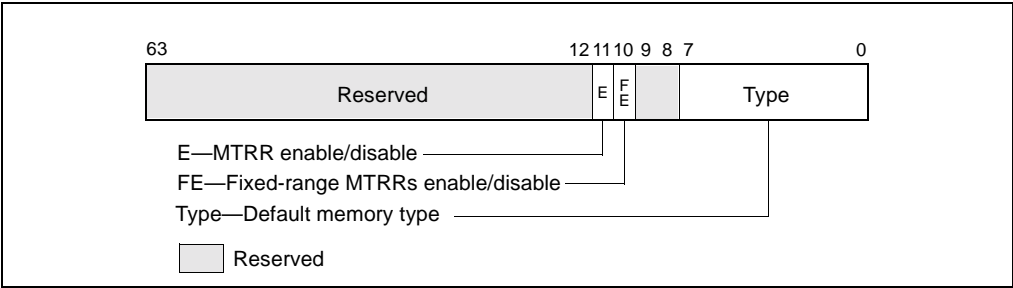 63 12 11 10 9 8 7 0
Reserved E FE Type
E—MTRR enable/disable
FE—Fixed-range MTRRs enable/disable
Type—Default memory type
Reserved